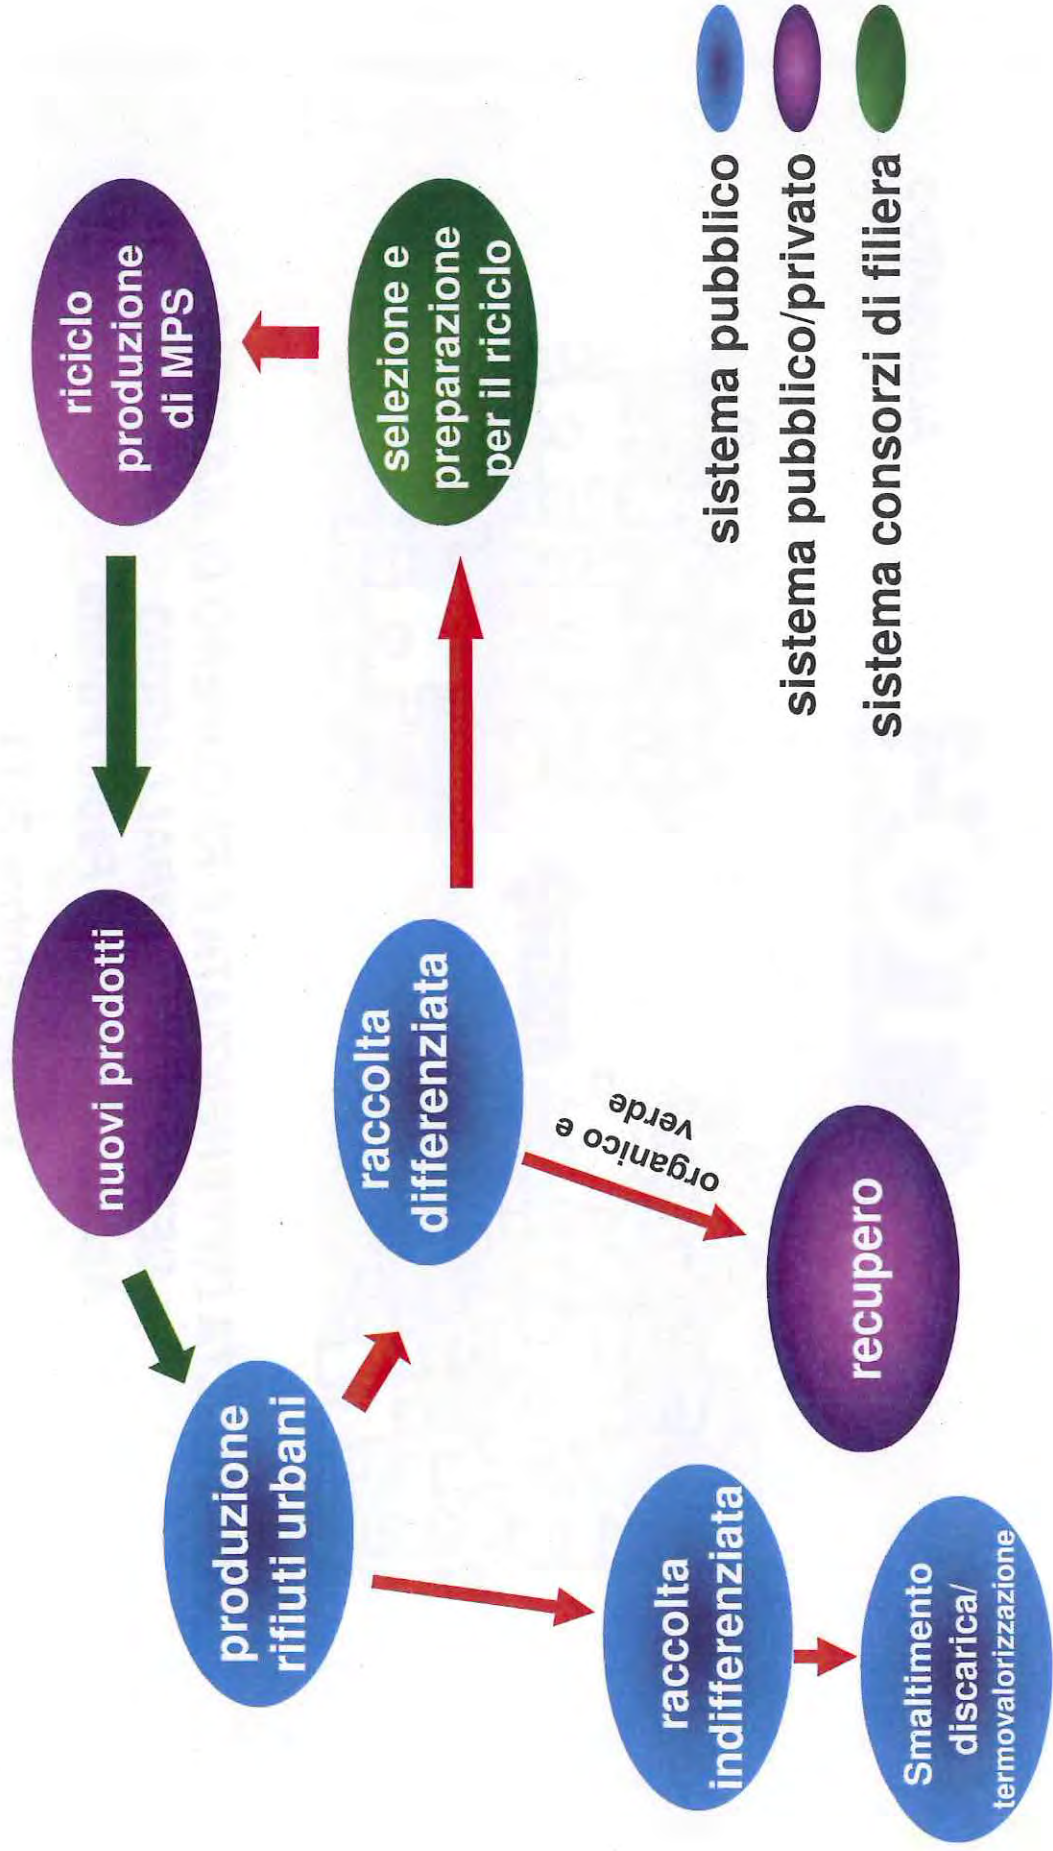 nuovi prodotti
riciclo
produzione
di MPS
produzione
rifiuti urbani
raccolta
differenziata
selezione e
preparazione
per il riciclo
organico e
verde
raccolta
indifferenziata
recupero
Smaltimento
discarica/
termovalorizzazione
sistema pubblico
sistema pubblico/privato
sistema consorzi di filiera